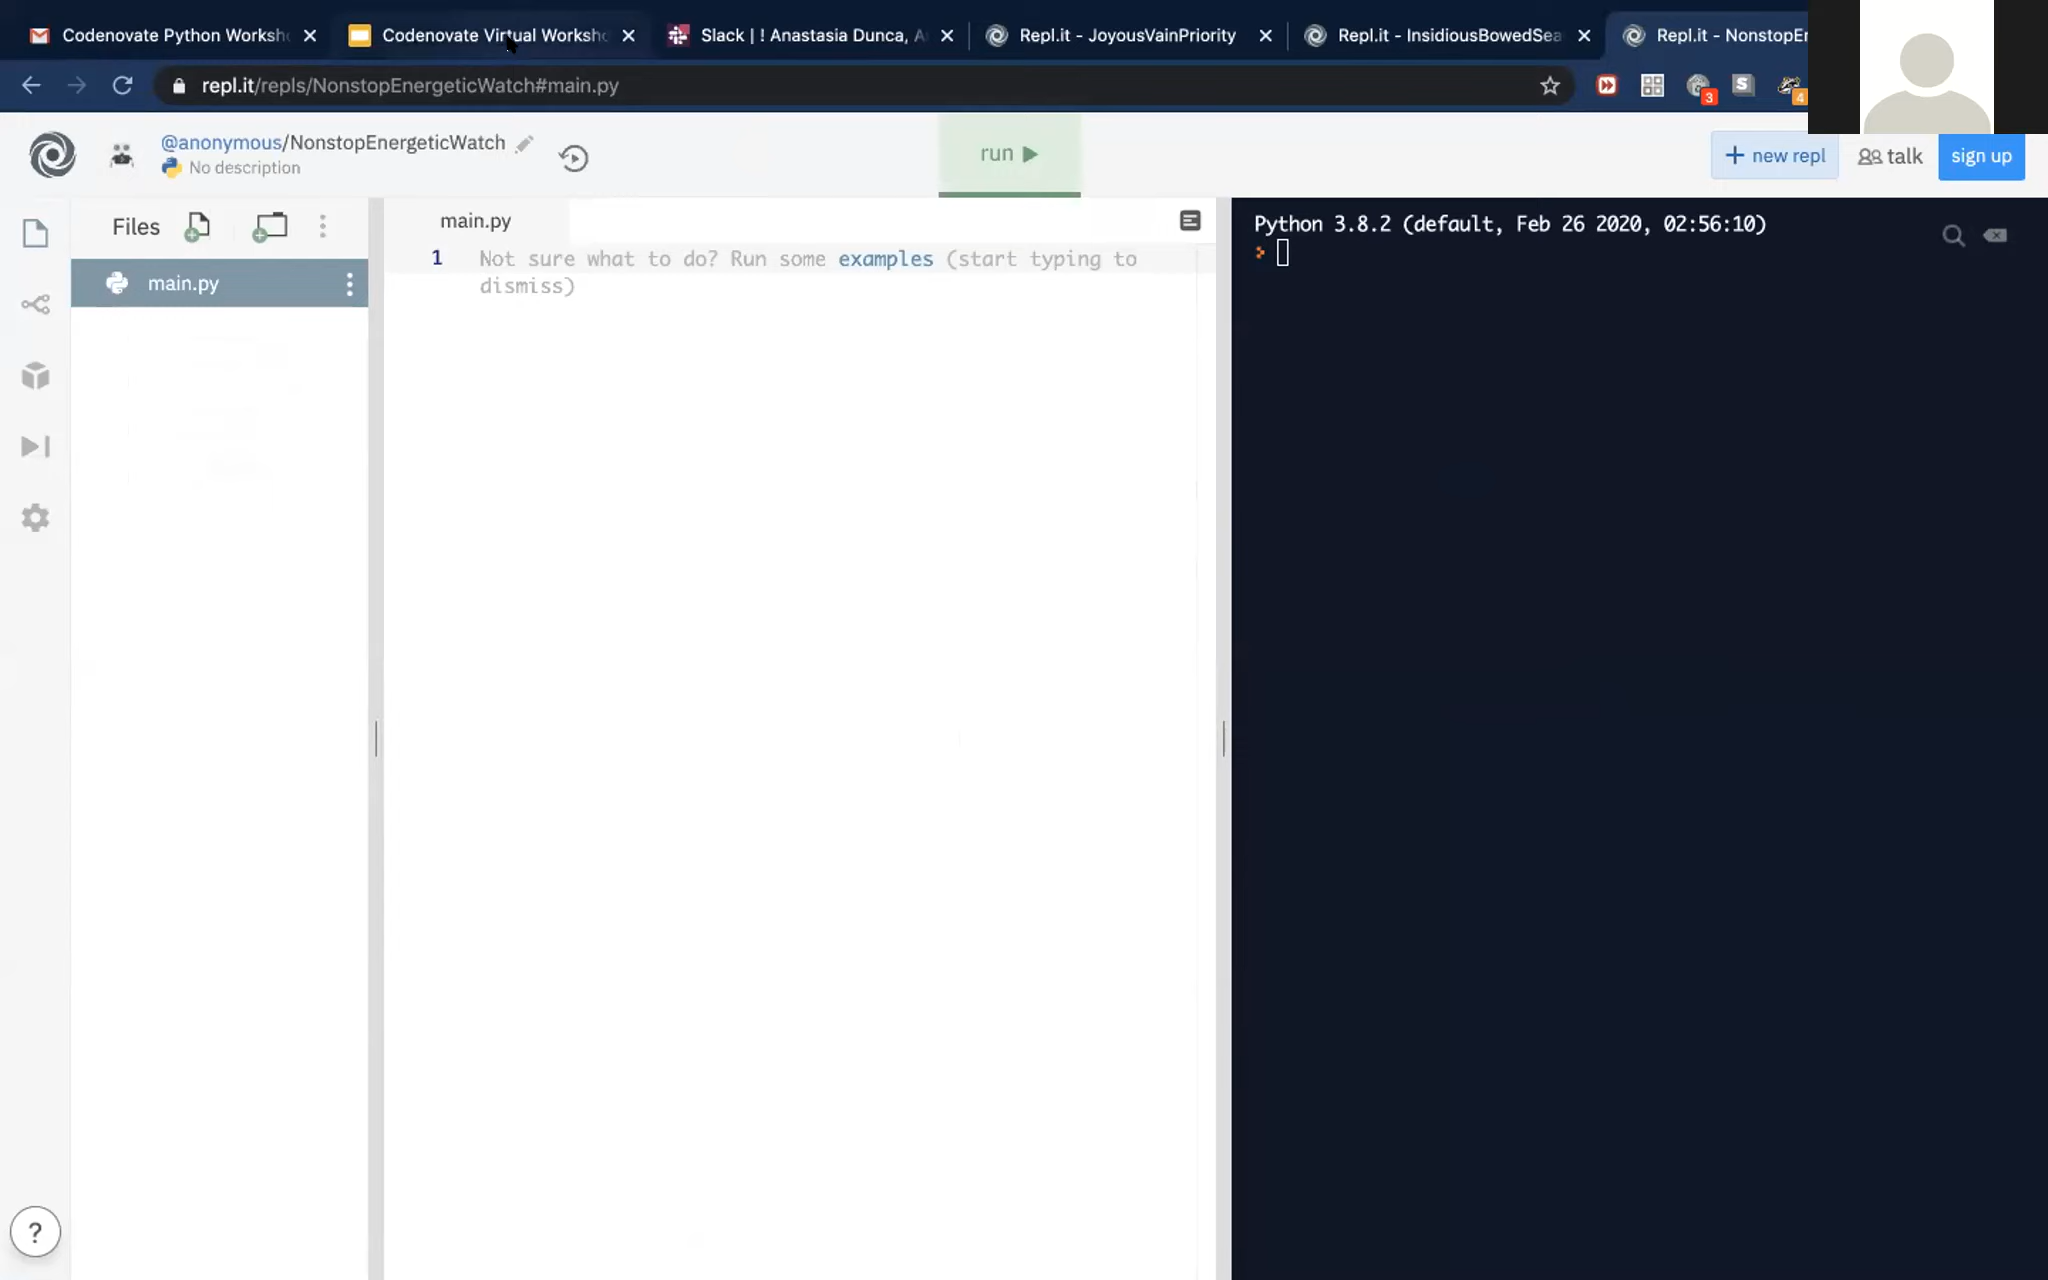 Codenovate Python Worksh
Codenovate Virtual Worksho
Slack | ! Anastasia Dunca, A
Repl.it - JoyousVainPriority
Repl.it - InsidiousBowedSea
Repl.it - NonstopEr
repl.it/repls/NonstopEnergeticWatch#main.py
3
S
4
@anonymous/NonstopEnergeticWatch
No description
run
+ new repl
talk
sign up
Files
main.py
main.py
1 Not sure what to do? Run some examples (start typing to
dismiss)
Python 3.8.2 (default, Feb 26 2020, 02:56:10)
?